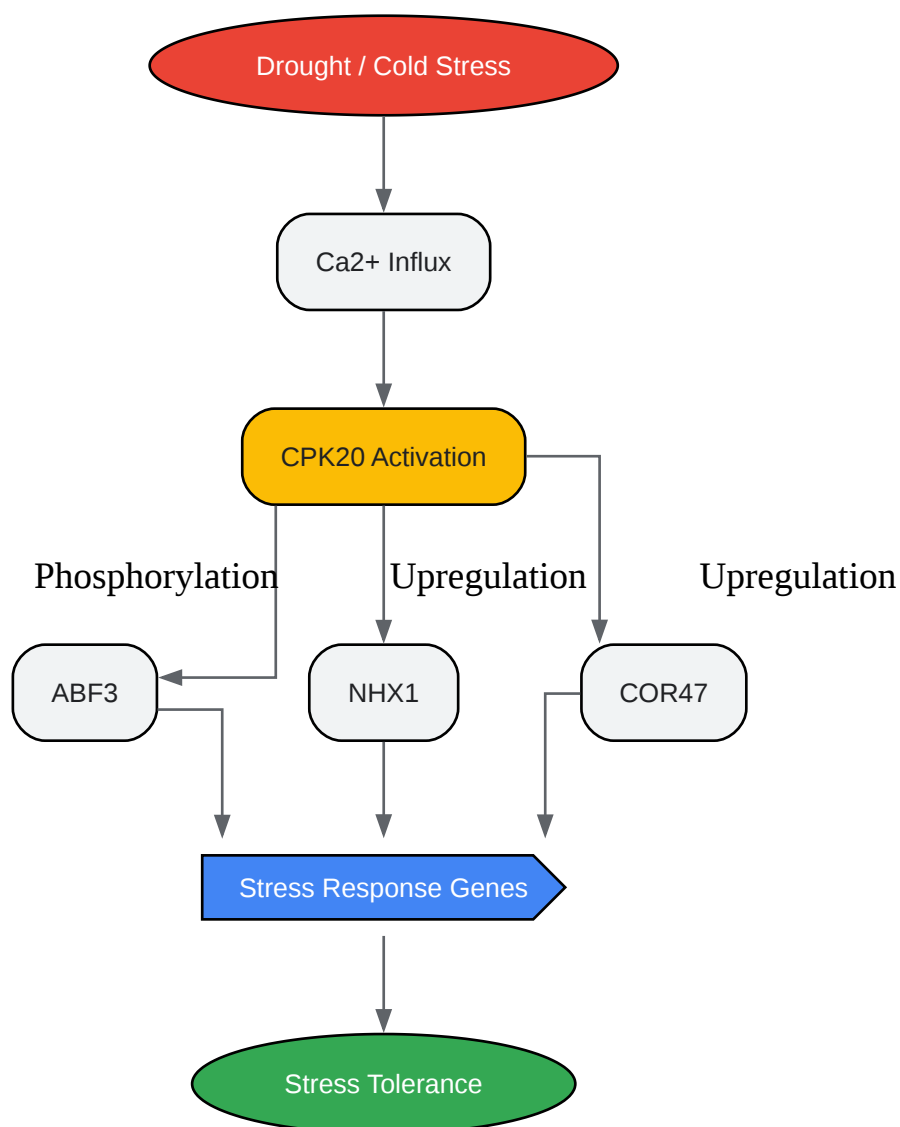 Drought / Cold Stress
Ca2+ Influx
CPK20 Activation
Phosphorylation
Upregulation
Upregulation
ABF3
NHX1
COR47
Stress Response Genes
Stress Tolerance